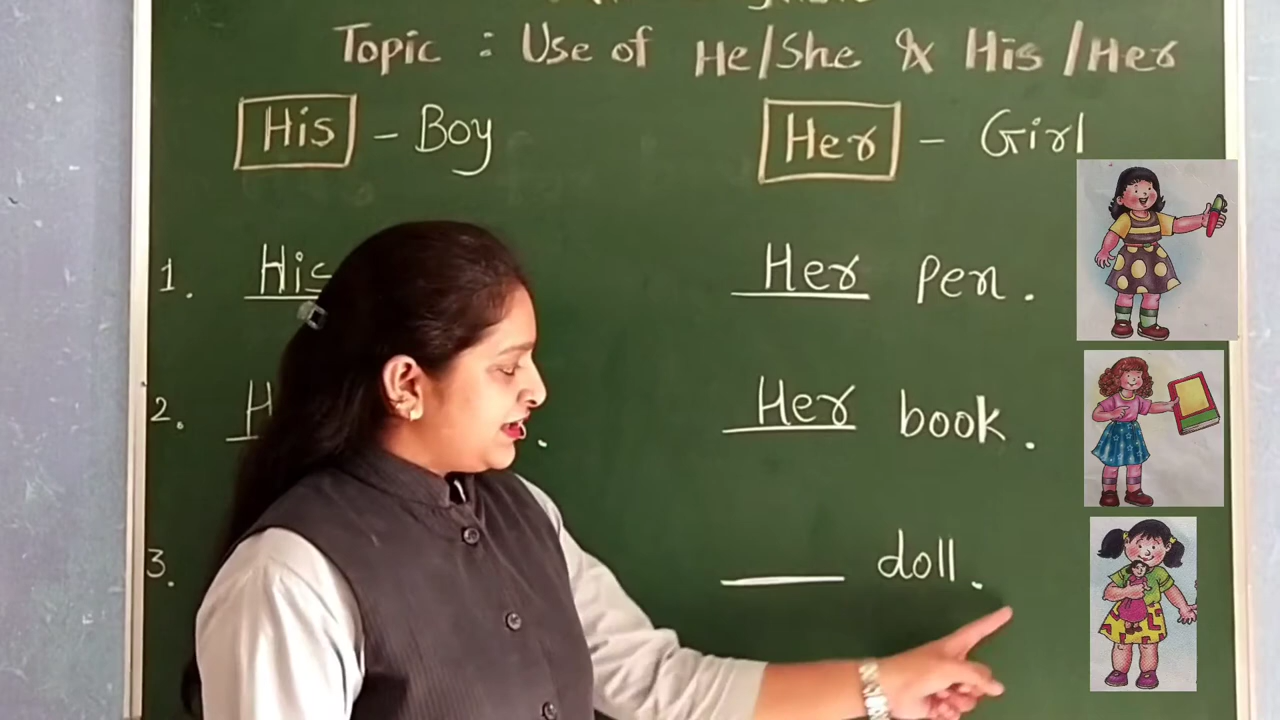 Topic : Use of He/She & His/Her
His - Boy
Her - Girl
1. His
Her pen.
2.
Her book.
3.
____ doll.